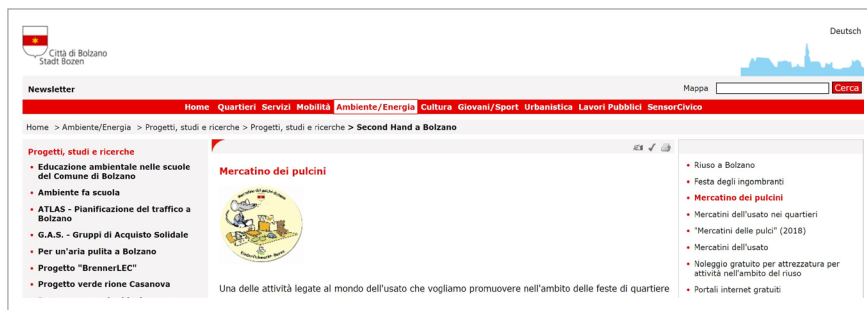 Città di Bolzano
Stadt Bozen
Deutsch
Newsletter
Mappa
Cerca
Home Quartieri Servizi Mobilità Ambiente/Energia Cultura Giovani/Sport Urbanistica Lavori Pubblici SensorCivico
Home > Ambiente/Energia > Progetti, studi e ricerche > Progetti, studi e ricerche > Second Hand a Bolzano
Progetti, studi e ricerche
Educazione ambientale nelle scuole
del Comune di Bolzano
Ambiente fa scuola
ATLAS - Pianificazione del traffico a
Bolzano
G.A.S. - Gruppi di Acquisto Solidale
Per un'aria pulita a Bolzano
Progetto "BrennerLEC"
Progetto verde rione Casanova
Mercatino dei pulcini
Una delle attività legate al mondo dell'usato che vogliamo promuovere nell'ambito delle feste di quartiere
Riuso a Bolzano
Festa degli ingombranti
Mercatino dei pulcini
Mercatini dell'usato nei quartieri
"Mercatini delle pulci" (2018)
Mercatini dell'usato
Noleggio gratuito per attrezzatura per
attività nell'ambito del riuso
Portali internet gratuiti